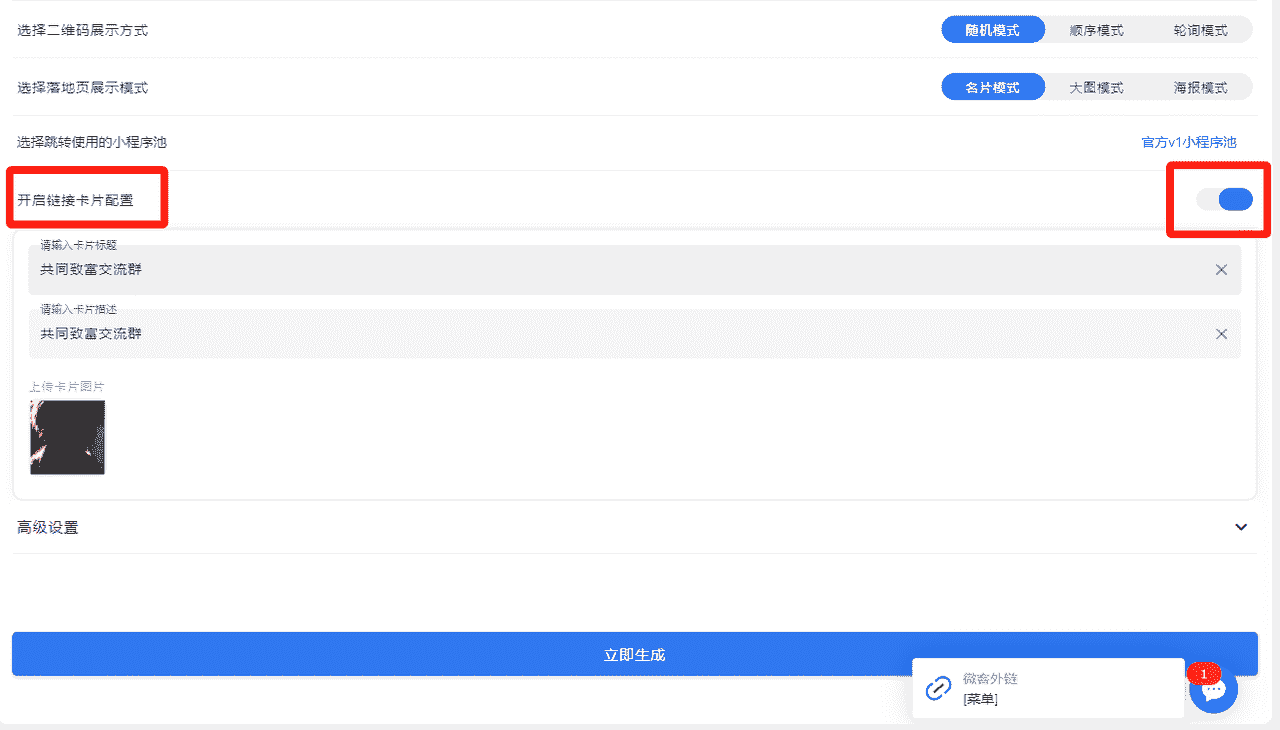 选择二维码展示方式
随机模式 顺序模式 轮询模式
选择落地页展示模式
名片模式 大图模式 海报模式
选择跳转使用的小程序池
官方v1小程序池
开启链接卡片配置
请输入卡片标题
共同致富交流群
请输入卡片描述
共同致富交流群
上传卡片图片
高级设置
立即生成
微客外链
[菜单]
1